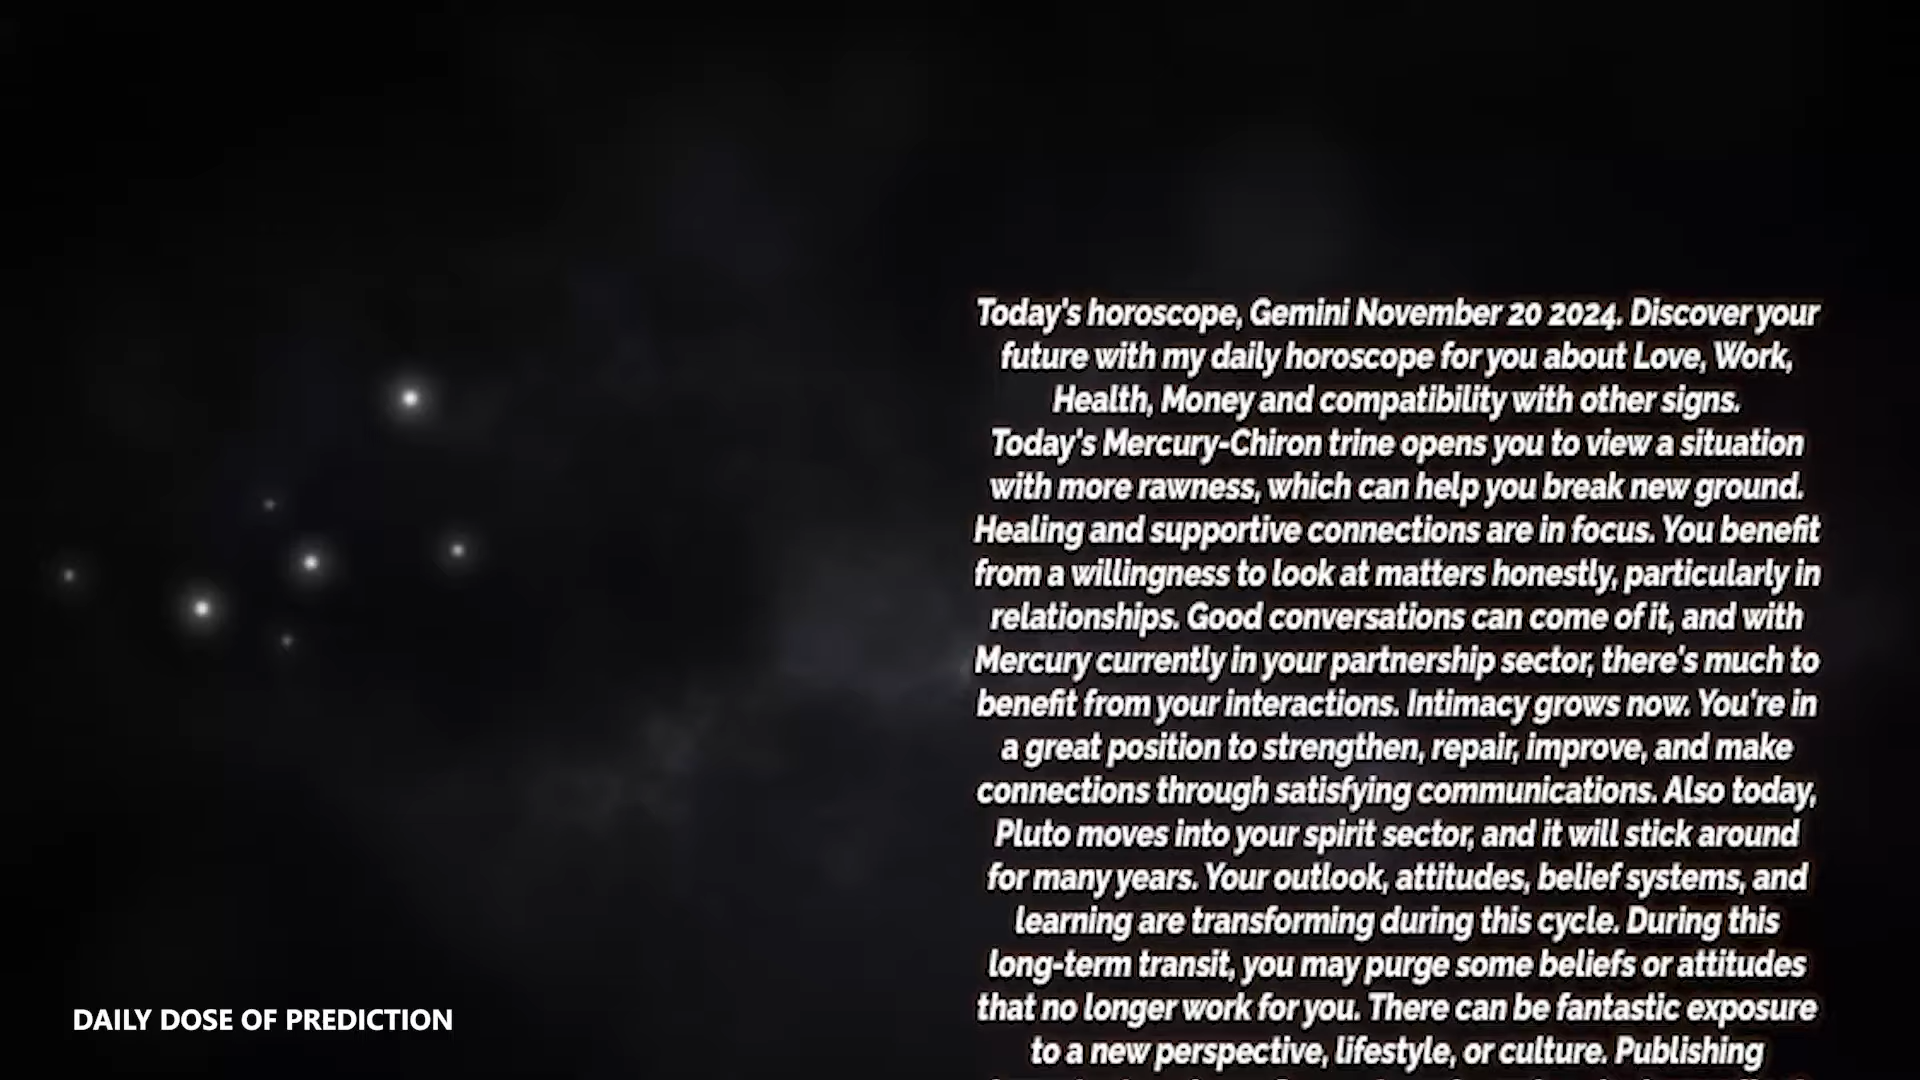 Today's horoscope, Gemini November 20 2024. Discover your
future with my daily horoscope for you about Love, Work,
Health, Money and compatibility with other signs.
Today's Mercury-Chiron trine opens you to view a situation
with more rawness, which can help you break new ground.
Healing and supportive connections are in focus. You benefit
from a willingness to look at matters honestly, particularly in
relationships. Good conversations can come of it, and with
Mercury currently in your partnership sector, there's much to
benefit from your interactions. Intimacy grows now. You're in
a great position to strengthen, repair, improve, and make
connections through satisfying communications. Also today,
Pluto moves into your spirit sector, and it will stick around
for many years. Your outlook, attitudes, belief systems, and
learning are transforming during this cycle. During this
long-term transit, you may purge some beliefs or attitudes
that no longer work for you. There can be fantastic exposure
to a new perspective, lifestyle, or culture. Publishing
DAILY DOSE OF PREDICTION